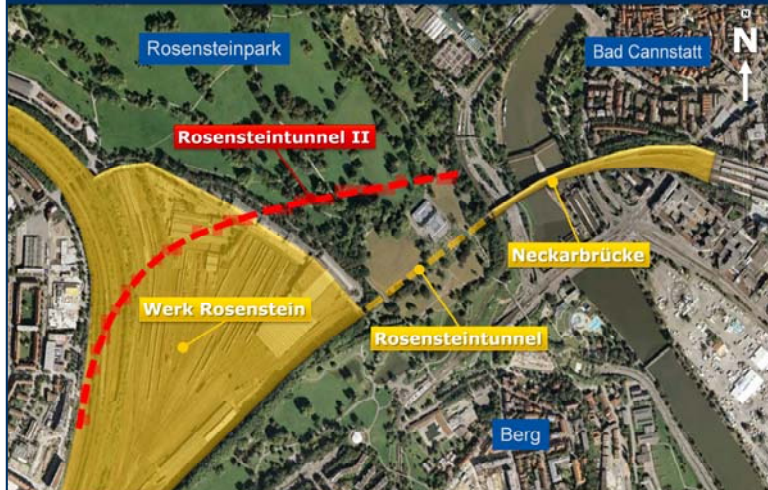 Rosensteinpark
Bad Cannstatt
N
N
Rosensteintunnel II
Neckarbrücke
Werk Rosenstein
Rosensteintunnel
Berg